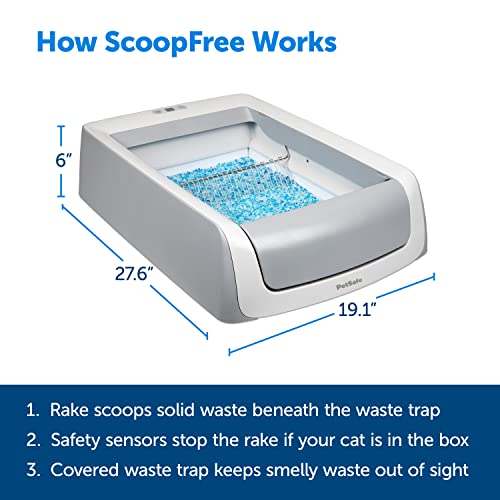 How ScoopFree Works
6"
27.6"
19.1"
PetSafe
1. Rake scoops solid waste beneath the waste trap
2. Safety sensors stop the rake if your cat is in the box
3. Covered waste trap keeps smelly waste out of sight